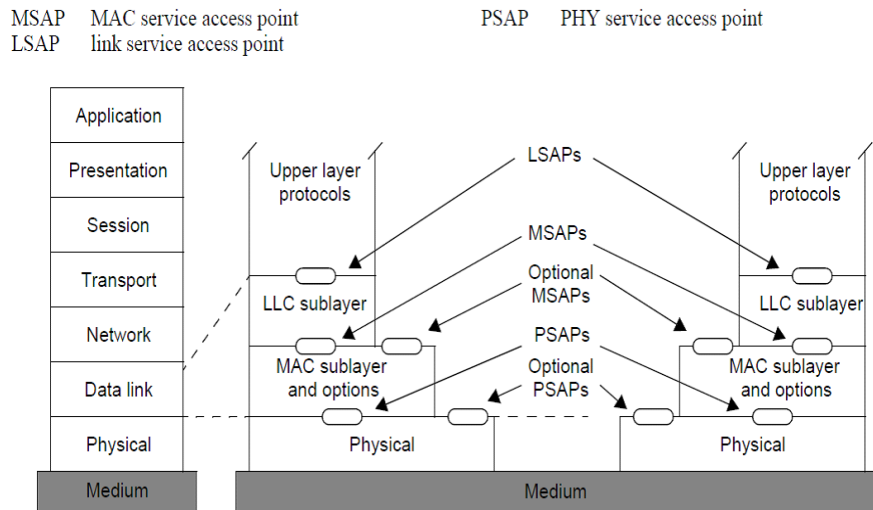 MSAP MAC service access point
PSAP PHY service access point
LSAP link service access point
Application
Presentation
Session
Transport
Network
Data link
Physical
Medium
Upper layer
protocols
LLC sublayer
MAC sublayer
and options
Physical
LSAPs
MSAPs
Optional
MSAPs
PSAPs
Optional
PSAPs
Upper layer
protocols
LLC sublayer
MAC sublayer
and options
Physical
Medium